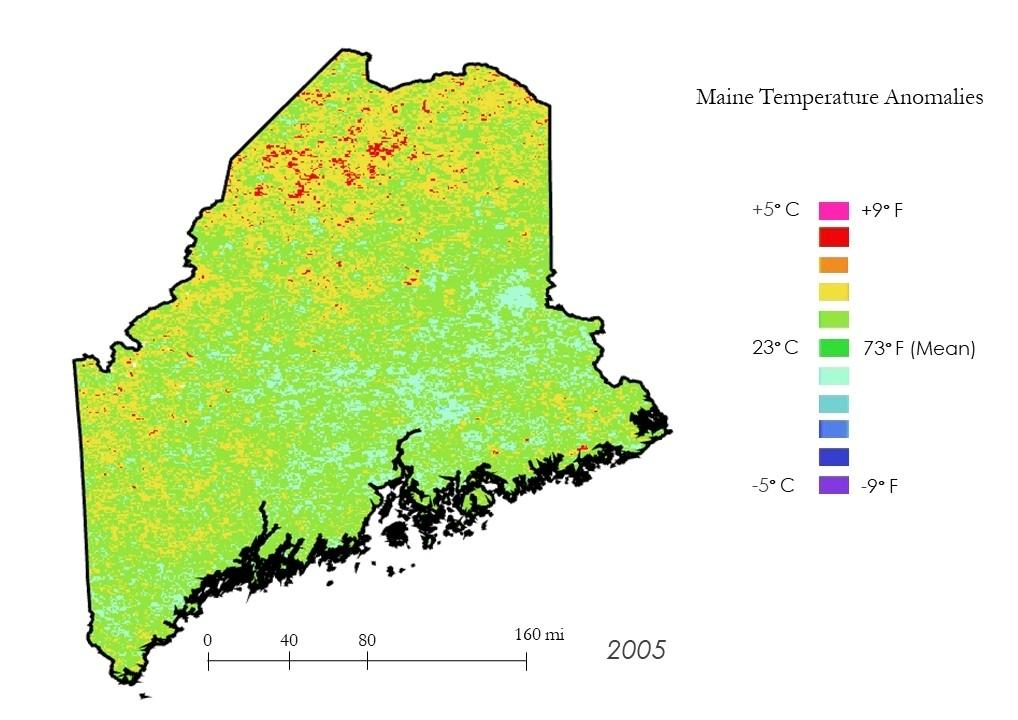 Maine Temperature Anomalies
+5° C +9° F
23° C 73° F (Mean)
-5° C -9° F
0 40 80 160 mi
2005